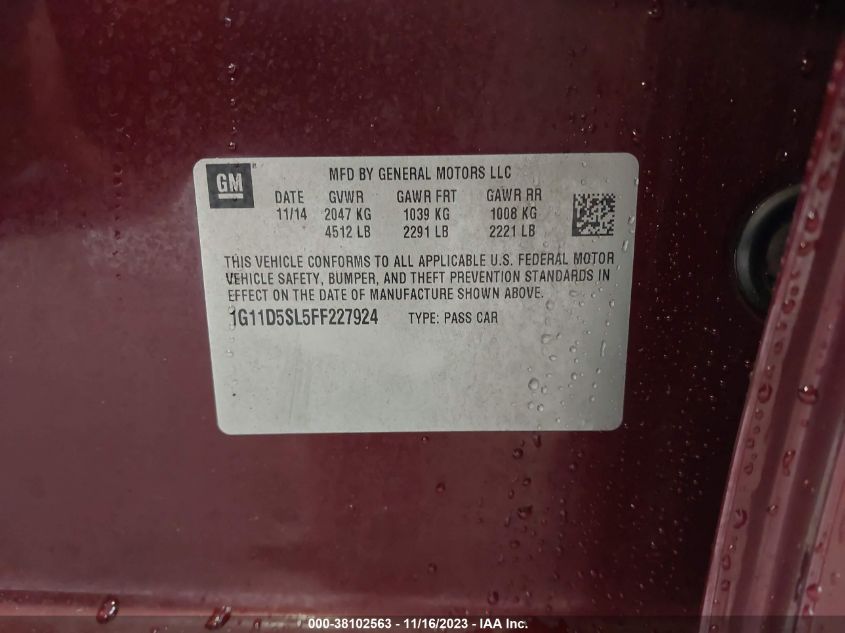 GM
MFD BY GENERAL MOTORS LLC
DATE GVWR GAWR FRT GAWR RR
11/14 2047 KG 1039 KG 1008 KG
4512 LB 2291 LB 2221 LB
THIS VEHICLE CONFORMS TO ALL APPLICABLE U.S. FEDERAL MOTOR
VEHICLE SAFETY, BUMPER, AND THEFT PREVENTION STANDARDS IN
EFFECT ON THE DATE OF MANUFACTURE SHOWN ABOVE.
1G11D5SL5FF227924 TYPE: PASS CAR
000-38102563 - 11/16/2023 - IAA Inc.